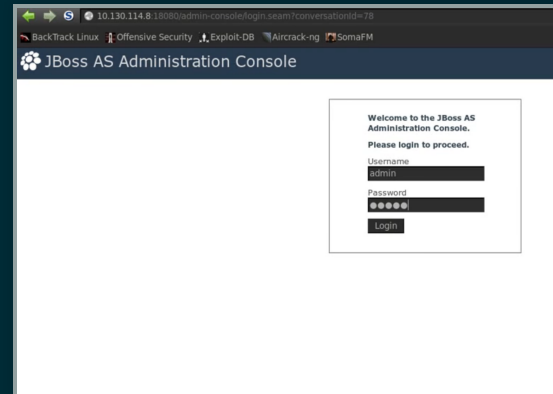 10.130.114.8:18080/admin-console/login.seam?conversationId=78
BackTrack Linux Offensive Security Exploit-DB Aircrack-ng SomaFM
JBoss AS Administration Console
Welcome to the JBoss AS
Administration Console.
Please login to proceed.
Username
admin
Password
Login